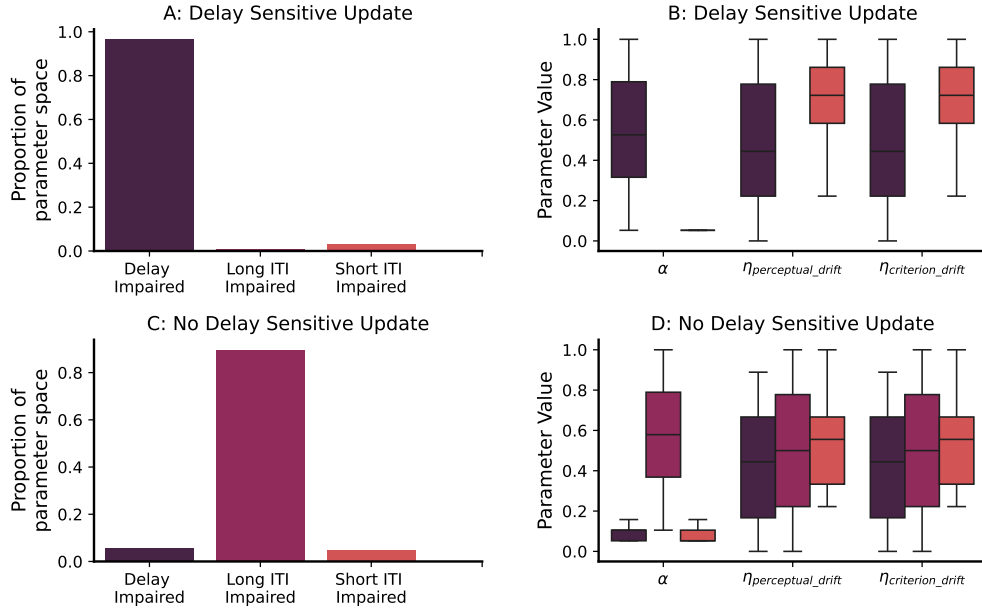 A: Delay Sensitive Update
Proportion of
parameter space
1.0
0.8
0.6
0.4
0.2
0.0
Delay
Impaired
Long ITI
Impaired
Short ITI
Impaired
B: Delay Sensitive Update
Parameter Value
1.0
0.8
0.6
0.4
0.2
0.0
α
ηperceptual_drift
ηcriterion_drift
C: No Delay Sensitive Update
Proportion of
parameter space
0.8
0.6
0.4
0.2
0.0
Delay
Impaired
Long ITI
Impaired
Short ITI
Impaired
D: No Delay Sensitive Update
Parameter Value
1.0
0.8
0.6
0.4
0.2
0.0
α
ηperceptual_drift
ηcriterion_drift